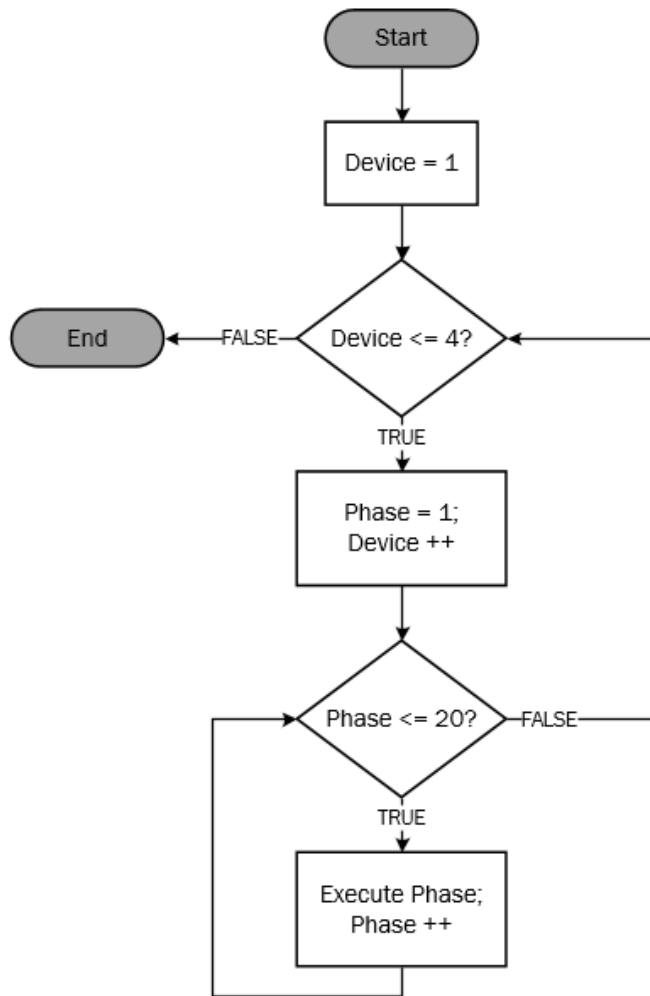 Start
Device = 1
End
FALSE
Device <= 4?
TRUE
Phase = 1;
Device ++
Phase <= 20?
FALSE
TRUE
Execute Phase;
Phase ++